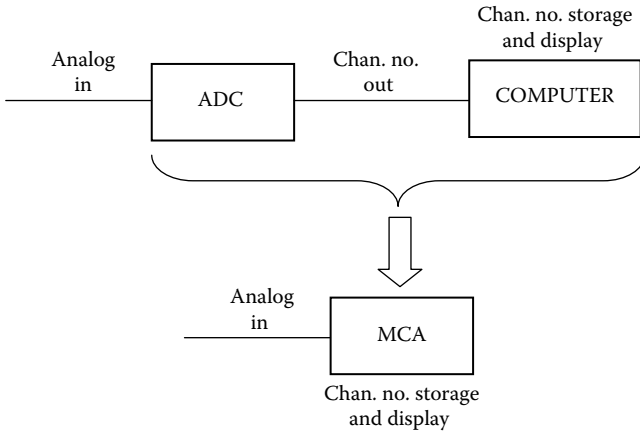 Chan. no. storage
and display
Analog
in
ADC
Chan. no.
out
COMPUTER
Analog
in
MCA
Chan. no. storage
and display